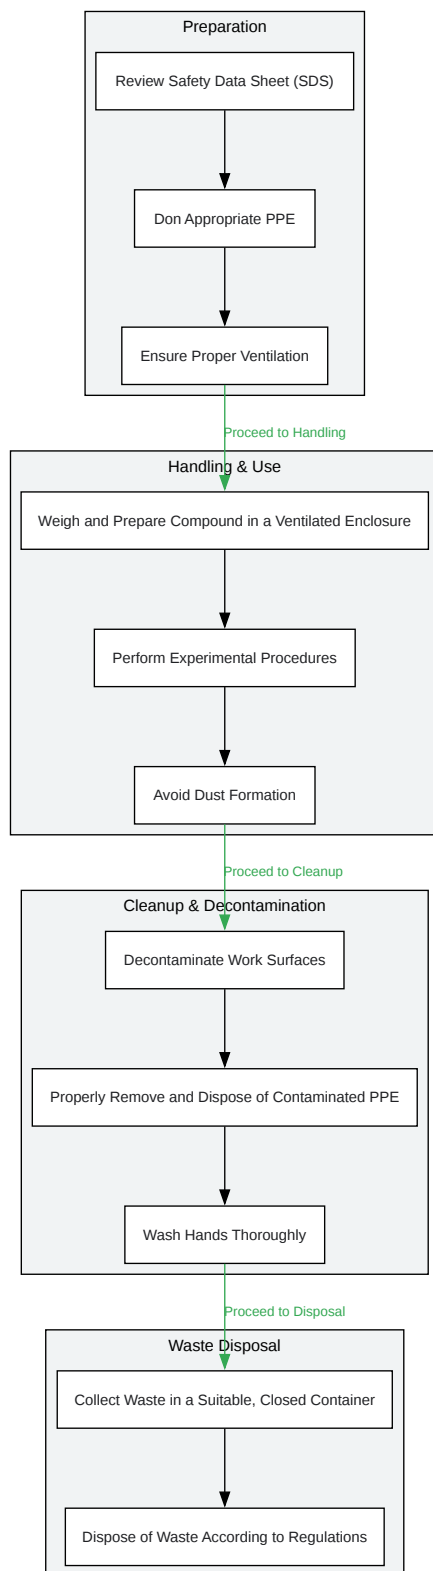 Preparation
Review Safety Data Sheet (SDS)
Don Appropriate PPE
Ensure Proper Ventilation
Proceed to Handling
Handling & Use
Weigh and Prepare Compound in a Ventilated Enclosure
Perform Experimental Procedures
Avoid Dust Formation
Proceed to Cleanup
Cleanup & Decontamination
Decontaminate Work Surfaces
Properly Remove and Dispose of Contaminated PPE
Wash Hands Thoroughly
Proceed to Disposal
Waste Disposal
Collect Waste in a Suitable, Closed Container
Dispose of Waste According to Regulations